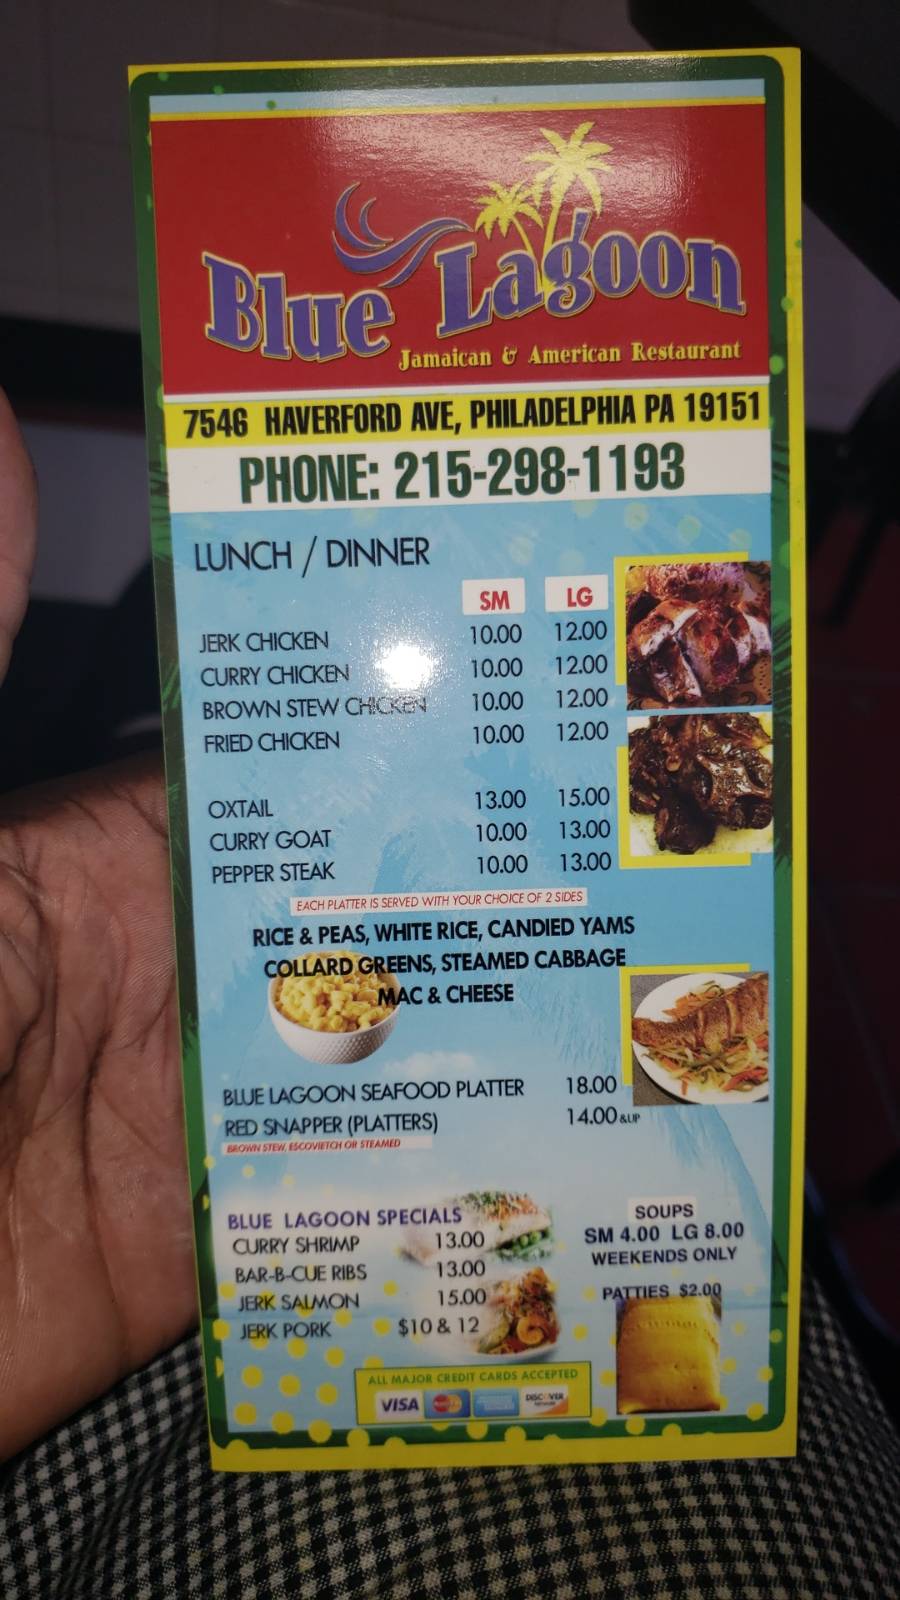 Blue Lagoon
Jamaican & American Restaurant
7546 HAVERFORD AVE, PHILADELPHIA PA 19151
PHONE: 215-298-1193
LUNCH / DINNER
SM LG
JERK CHICKEN 10.00 12.00
CURRY CHICKEN 10.00 12.00
BROWN STEW CHICKEN 10.00 12.00
FRIED CHICKEN 10.00 12.00
OXTAIL 13.00 15.00
CURRY GOAT 10.00 13.00
PEPPER STEAK 10.00 13.00
EACH PLATTER IS SERVED WITH YOUR CHOICE OF 2 SIDES
RICE & PEAS, WHITE RICE, CANDIED YAMS
COLLARD GREENS, STEAMED CABBAGE
MAC & CHEESE
BLUE LAGOON SEAFOOD PLATTER 18.00
RED SNAPPER (PLATTERS) 14.00 &UP
BROWN STEW, ESCOVIETCH OR STEAMED
BLUE LAGOON SPECIALS
CURRY SHRIMP 13.00
BAR-B-CUE RIBS 13.00
JERK SALMON 15.00
JERK PORK $10 & 12
SOUPS
SM 4.00 LG 8.00
WEEKENDS ONLY
PATTIES $2.00
ALL MAJOR CREDIT CARDS ACCEPTED
VISA DISCOVER